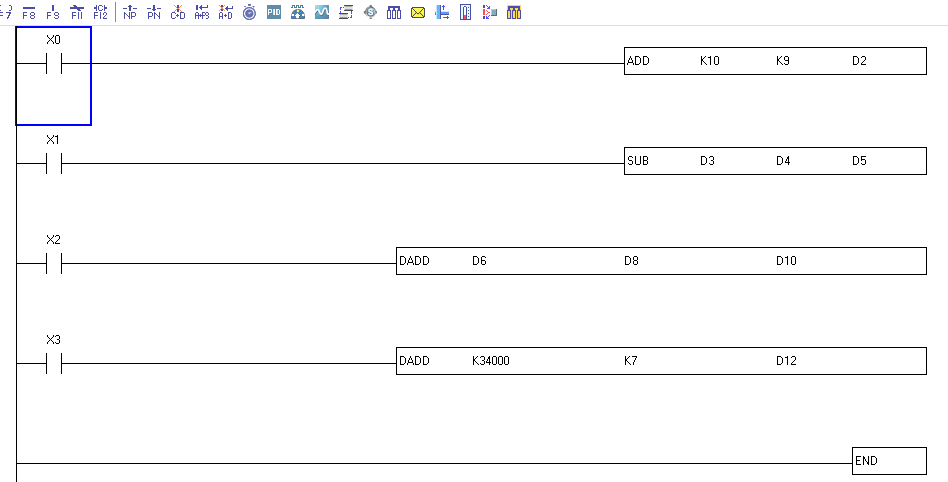 F7 F8 F9 F11 F12 NP PN C+D A+PS A+D PID S
X0
ADD K10 K9 D2
X1
SUB D3 D4 D5
X2
DADD D6 D8 D10
X3
DADD K34000 K7 D12
END